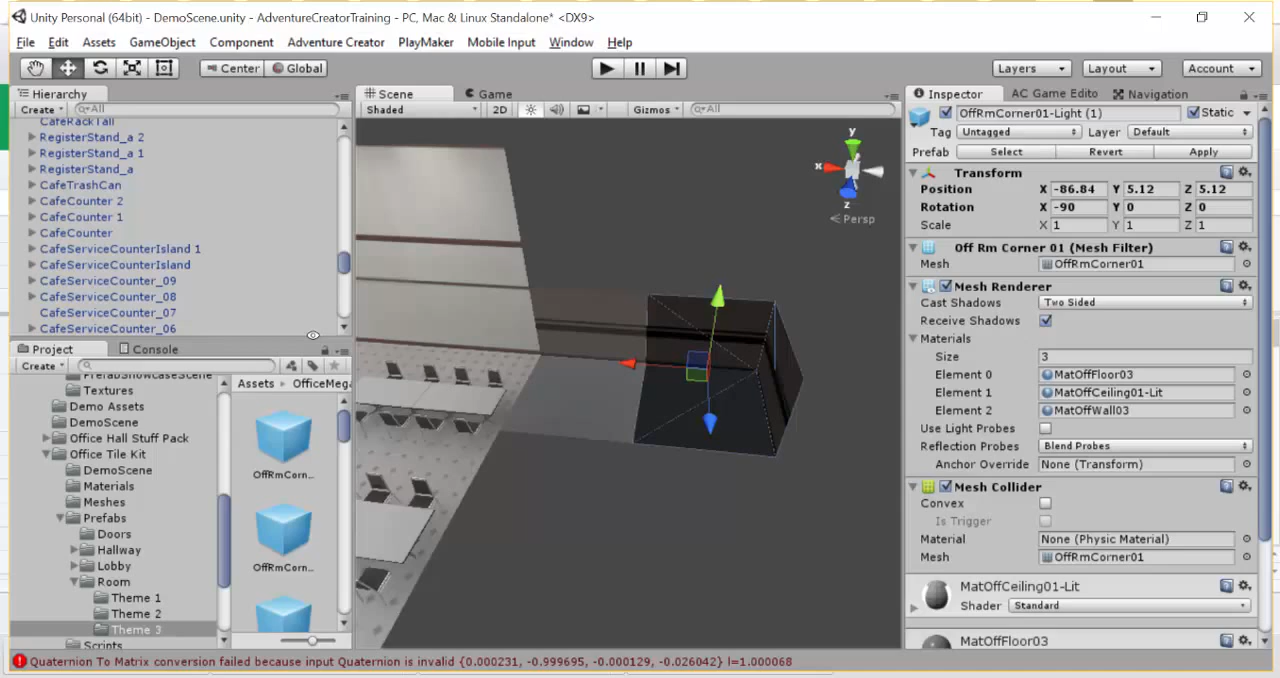 Unity Personal (64bit) - DemoScene.unity - AdventureCreatorTraining - PC, Mac & Linux Standalone* <DX9>
File Edit Assets GameObject Component Adventure Creator PlayMaker Mobile Input Window Help
Center Global Layers Layout Account
Hierarchy
Create All
CafeRackTall
RegisterStand_a 2
RegisterStand_a 1
RegisterStand_a
CafeTrashCan
CafeCounter 2
CafeCounter 1
CafeCounter
CafeServiceCounterIsland 1
CafeServiceCounterIsland
CafeServiceCounter_09
CafeServiceCounter_08
CafeServiceCounter_07
CafeServiceCounter_06
Project Console
Create
PrefabShowcaseScene
Textures
Demo Assets
DemoScene
Office Hall Stuff Pack
Office Tile Kit
DemoScene
Materials
Meshes
Prefabs
Doors
Hallway
Lobby
Room
Theme 1
Theme 2
Theme 3
Scripts
Assets OfficeMega
OffRmCorn...
OffRmCorn...
Scene Game
Shaded 2D Gizmos All
y
x
z
Persp
Inspector AC Game Edito Navigation
OffRmCorner01-Light (1) Static
Tag Untagged Layer Default
Prefab Select Revert Apply
Transform
Position X -86.84 Y 5.12 Z 5.12
Rotation X -90 Y 0 Z 0
Scale X 1 Y 1 Z 1
Off Rm Corner 01 (Mesh Filter)
Mesh OffRmCorner01
Mesh Renderer
Cast Shadows Two Sided
Receive Shadows
Materials
Size 3
Element 0 MatOffFloor03
Element 1 MatOffCeiling01-Lit
Element 2 MatOffWall03
Use Light Probes
Reflection Probes Blend Probes
Anchor Override None (Transform)
Mesh Collider
Convex
Is Trigger
Material None (Physic Material)
Mesh OffRmCorner01
MatOffCeiling01-Lit
Shader Standard
MatOffFloor03
Quaternion To Matrix conversion failed because input Quaternion is invalid {0.000231, -0.999695, -0.000129, -0.026042} l=1.000068